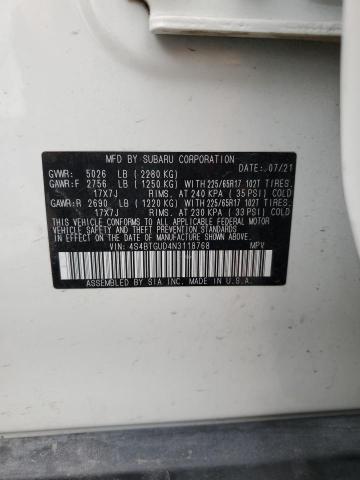 MFD BY SUBARU CORPORATION
DATE:.07/21
GVWR: 5026 LB (2280 KG)
GAWR:F 2756 LB (1250 KG) WITH 225/65R17 102T TIRES.
17X7J RIMS. AT 240 KPA (35 PSI) COLD
GAWR:R 2690 LB (1220 KG) WITH 225/65R17 102T TIRES.
17X7J RIMS. AT 230 KPA (33 PSI) COLD
THIS VEHICLE CONFORMS TO ALL APPLICABLE FEDERAL MOTOR
VEHICLE SAFETY STANDARDS IN EFFECT ON THE DATE OF
MANUFACTURE SHOWN ABOVE.
VIN: 4S4BTGUD4N3118768 MPV
ASSEMBLED BY SIA INC. MADE IN U.S.A.